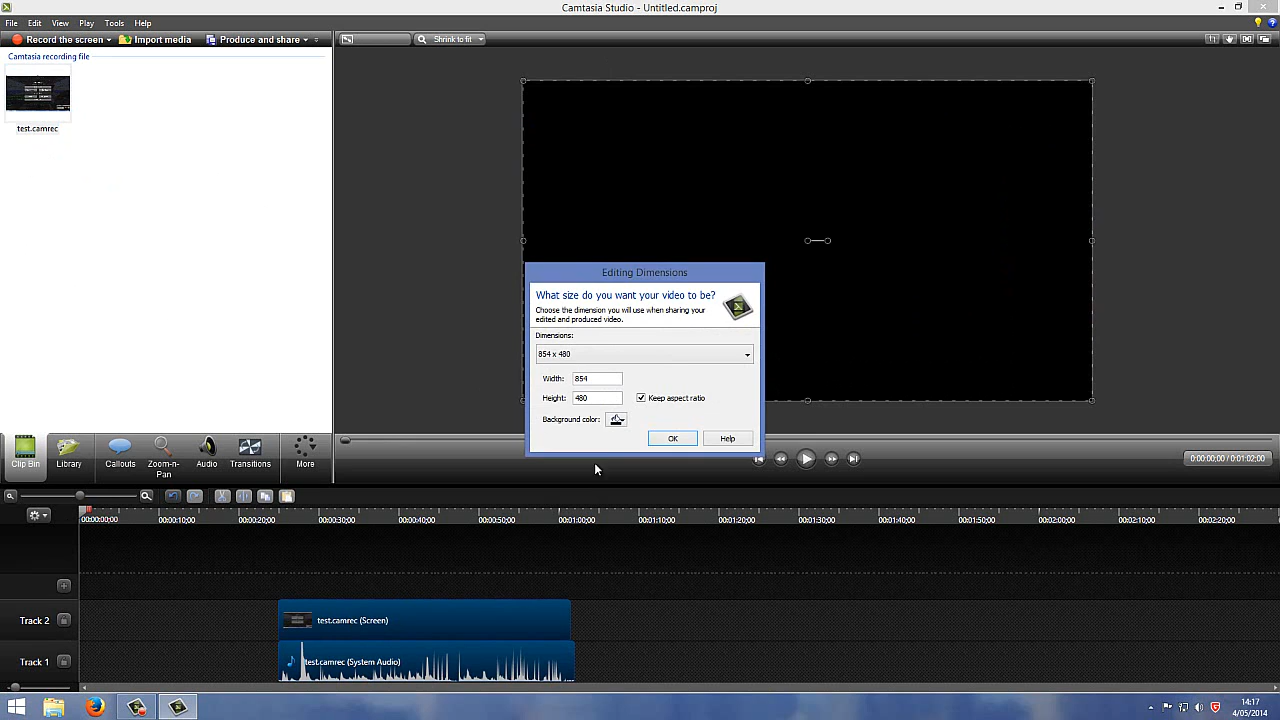 Camtasia Studio - Untitled.camproj
File Edit View Play Tools Help
Record the screen Import media Produce and share
Shrink to fit
Camtasia recording file
test.camrec
Editing Dimensions
What size do you want your video to be?
Choose the dimension you will use when sharing your
edited and produced video.
Dimensions:
854 x 480
Width: 854
Height: 480 Keep aspect ratio
Background color:
OK Help
Clip Bin Library Callouts Zoom-n-Pan Audio Transitions More
0:00:00;00 / 0:01:02;00
00:00:00;00 00:00:10;00 00:00:20;00 00:00:30;00 00:00:40;00 00:00:50;00 00:01:00;00 00:01:10;00 00:01:20;00 00:01:30;00 00:01:40;00 00:01:50;00 00:02:00;00 00:02:10;00 00:02:20;00
Track 2 test.camrec (Screen)
Track 1 test.camrec (System Audio)
14:17
4/05/2014